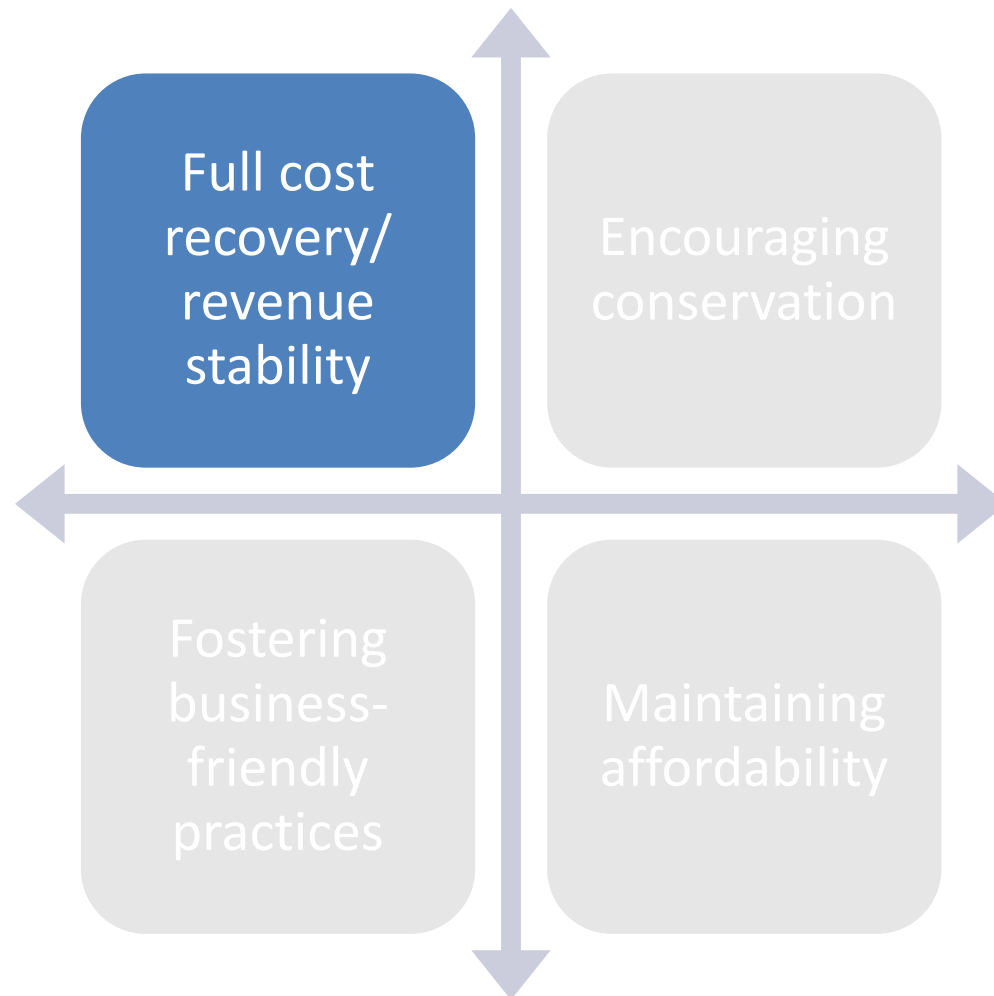 Full cost
recovery/
revenue
stability
Encouraging
conservation
Fostering
business-
friendly
practices
Maintaining
affordability